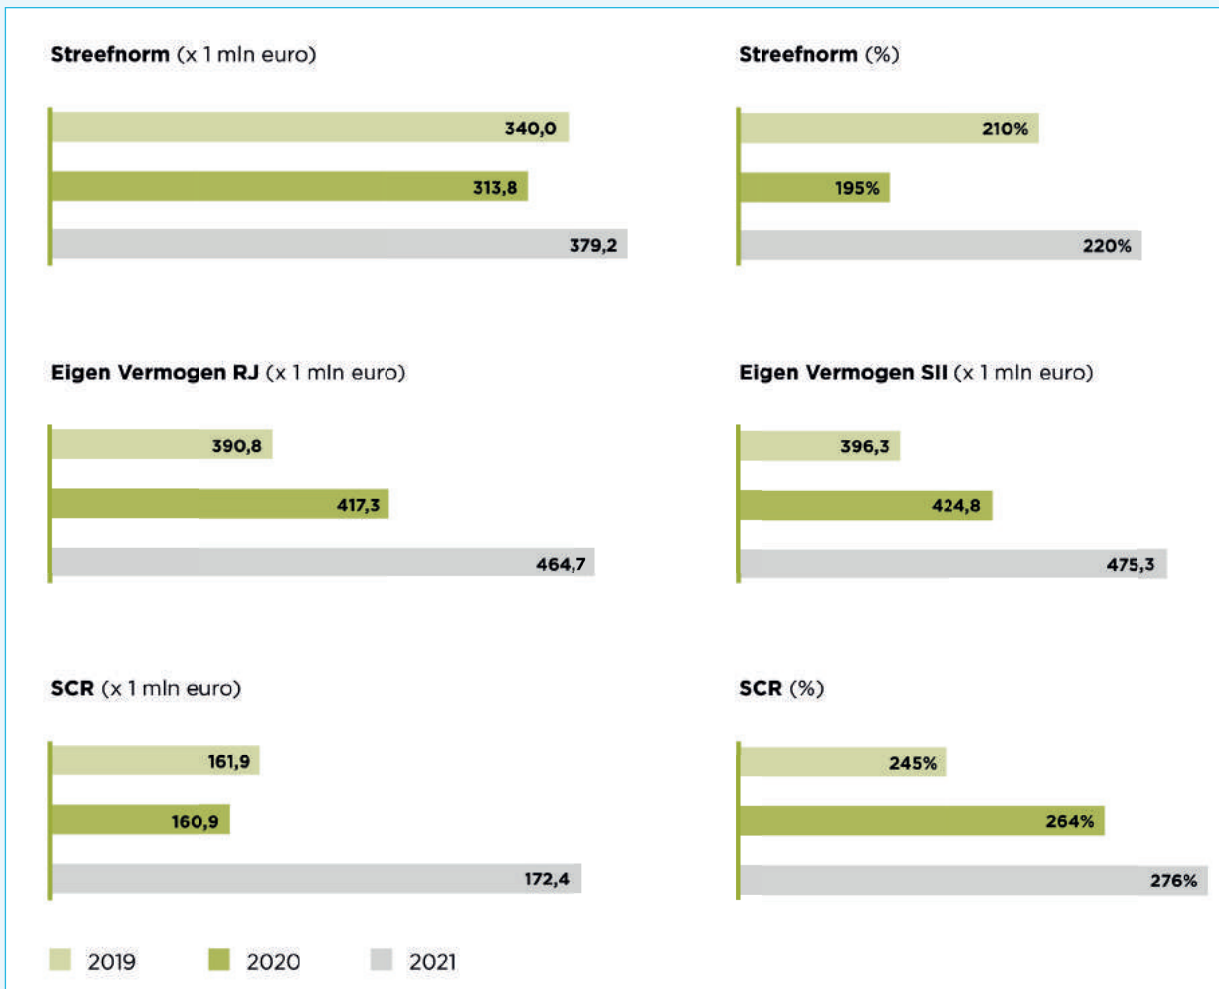 Streefnorm (x 1 mln euro)
340,0
313,8
379,2
Streefnorm (%)
210%
195%
220%
Eigen Vermogen RJ (x 1 mln euro)
390,8
417,3
464,7
Eigen Vermogen SII (x 1 mln euro)
396,3
424,8
475,3
SCR (x 1 mln euro)
161,9
160,9
172,4
SCR (%)
245%
264%
276%
2019 2020 2021